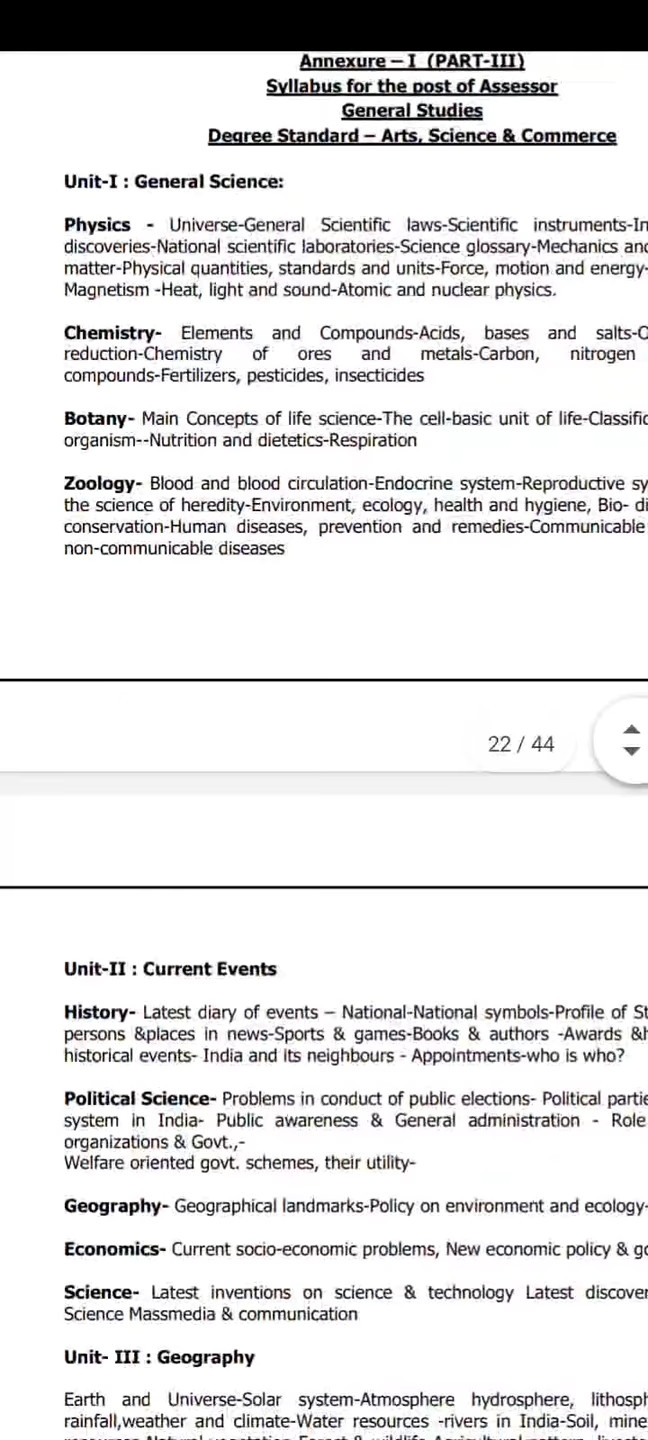 Annexure – I (PART-III)
Syllabus for the post of Assessor
General Studies
Degree Standard – Arts, Science & Commerce
Unit-I : General Science:
Physics - Universe-General Scientific laws-Scientific instruments-In
discoveries-National scientific laboratories-Science glossary-Mechanics an
matter-Physical quantities, standards and units-Force, motion and energy-
Magnetism -Heat, light and sound-Atomic and nuclear physics.
Chemistry- Elements and Compounds-Acids, bases and salts-O
reduction-Chemistry of ores and metals-Carbon, nitrogen
compounds-Fertilizers, pesticides, insecticides
Botany- Main Concepts of life science-The cell-basic unit of life-Classific
organism--Nutrition and dietetics-Respiration
Zoology- Blood and blood circulation-Endocrine system-Reproductive sy
the science of heredity-Environment, ecology, health and hygiene, Bio- di
conservation-Human diseases, prevention and remedies-Communicable
non-communicable diseases
22 / 44
Unit-II : Current Events
History- Latest diary of events – National-National symbols-Profile of St
persons &places in news-Sports & games-Books & authors -Awards &h
historical events- India and its neighbours - Appointments-who is who?
Political Science- Problems in conduct of public elections- Political partie
system in India- Public awareness & General administration - Role
organizations & Govt.,-
Welfare oriented govt. schemes, their utility-
Geography- Geographical landmarks-Policy on environment and ecology-
Economics- Current socio-economic problems, New economic policy & go
Science- Latest inventions on science & technology Latest discover
Science Massmedia & communication
Unit- III : Geography
Earth and Universe-Solar system-Atmosphere hydrosphere, lithosph
rainfall,weather and climate-Water resources -rivers in India-Soil, mine